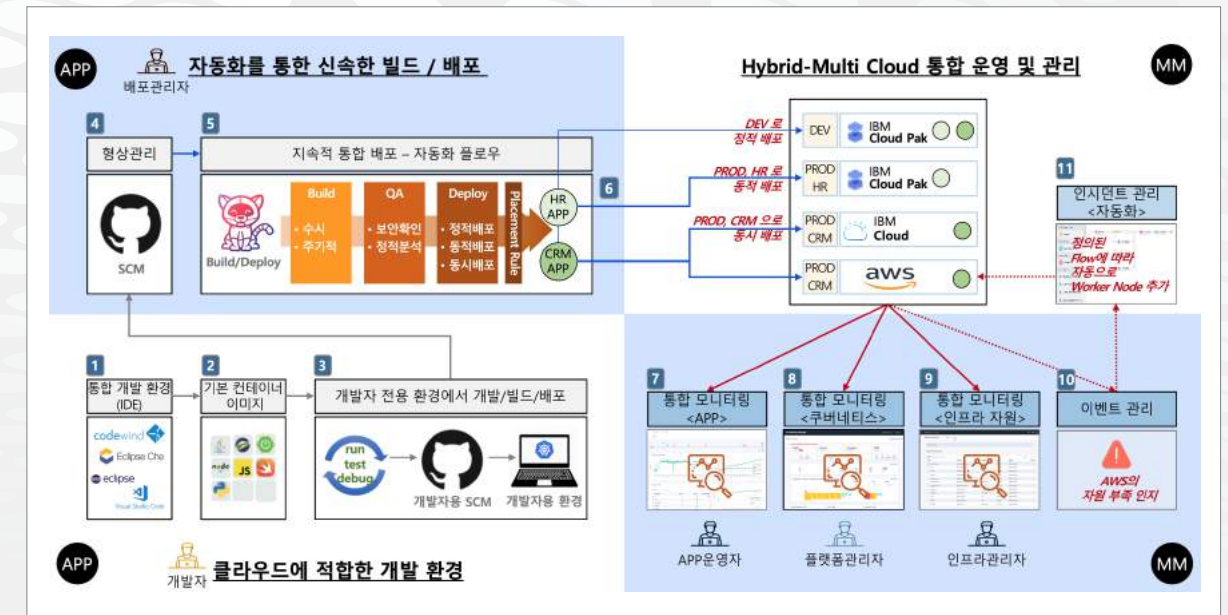 APP
배포관리자
자동화를 통한 신속한 빌드 / 배포
4
형상관리
SCM
5
지속적 통합 배포 – 자동화 플로우
Build/Deploy
Build
• 수시
• 주기적
QA
• 보안확인
• 정적분석
Deploy
• 정적배포
• 동적배포
• 동시배포
Placement Rule
HR
APP
CRM
APP
6
Hybrid-Multi Cloud 통합 운영 및 관리
MM
DEV 로
정적 배포
PROD, HR 로
동적 배포
PROD, CRM 으로
동시 배포
DEV
IBM
Cloud Pak
PROD
HR
IBM
Cloud Pak
PROD
CRM
IBM
Cloud
PROD
CRM
aws
11
인시던트 관리
<자동화>
정의된
Flow에 따라
자동으로
Worker Node 추가
1
통합 개발 환경
(IDE)
codewind
Eclipse Che
eclipse
Visual Studio Code
2
기본 컨테이너
이미지
node
JS
3
개발자 전용 환경에서 개발/빌드/배포
run
test
debug
개발자용 SCM
개발자용 환경
APP
개발자
클라우드에 적합한 개발 환경
7
통합 모니터링
<APP>
APP운영자
8
통합 모니터링
<쿠버네티스>
플랫폼관리자
9
통합 모니터링
<인프라 자원>
인프라관리자
10
이벤트 관리
AWS의
자원 부족 인지
MM